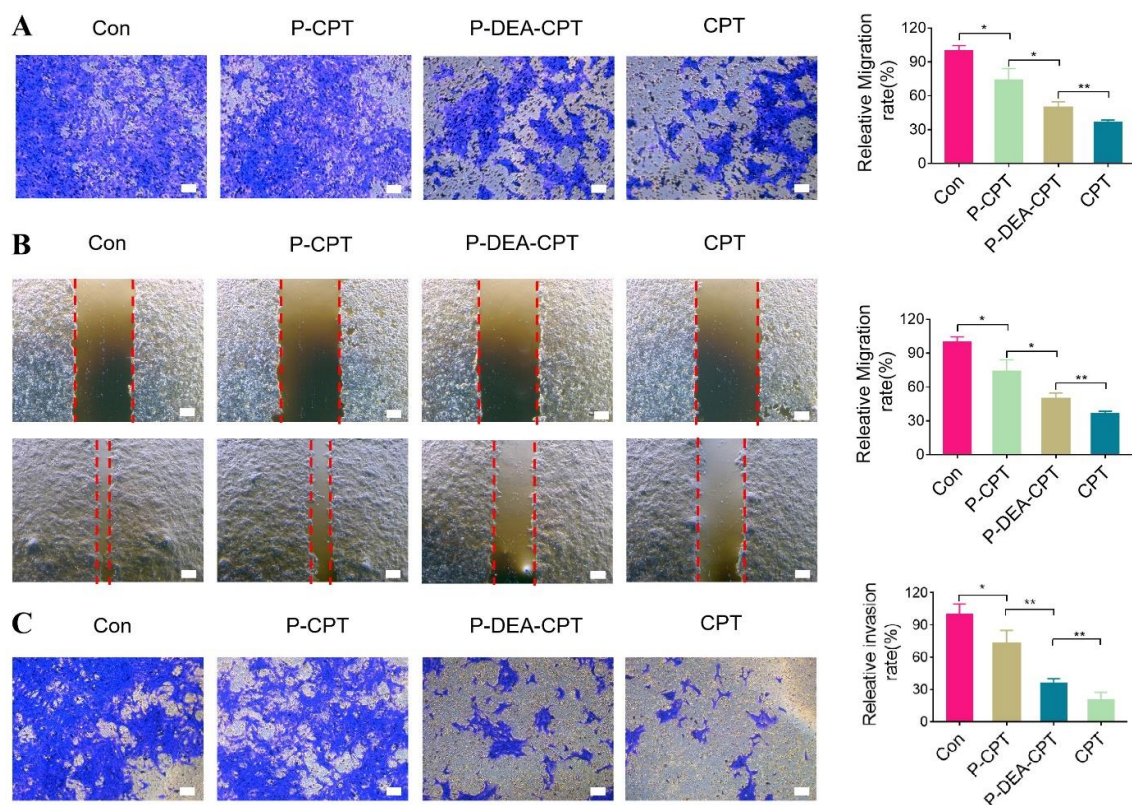 A
Con
P-CPT
P-DEA-CPT
CPT
Releative Migration
rate(%)
120
90
60
30
0
*
*
**
Con
P-CPT
P-DEA-CPT
CPT
B
Con
P-CPT
P-DEA-CPT
CPT
Releative Migration
rate(%)
120
90
60
30
0
*
*
**
Con
P-CPT
P-DEA-CPT
CPT
C
Con
P-CPT
P-DEA-CPT
CPT
Releative invasion
rate(%)
120
90
60
30
0
*
**
**
Con
P-CPT
P-DEA-CPT
CPT